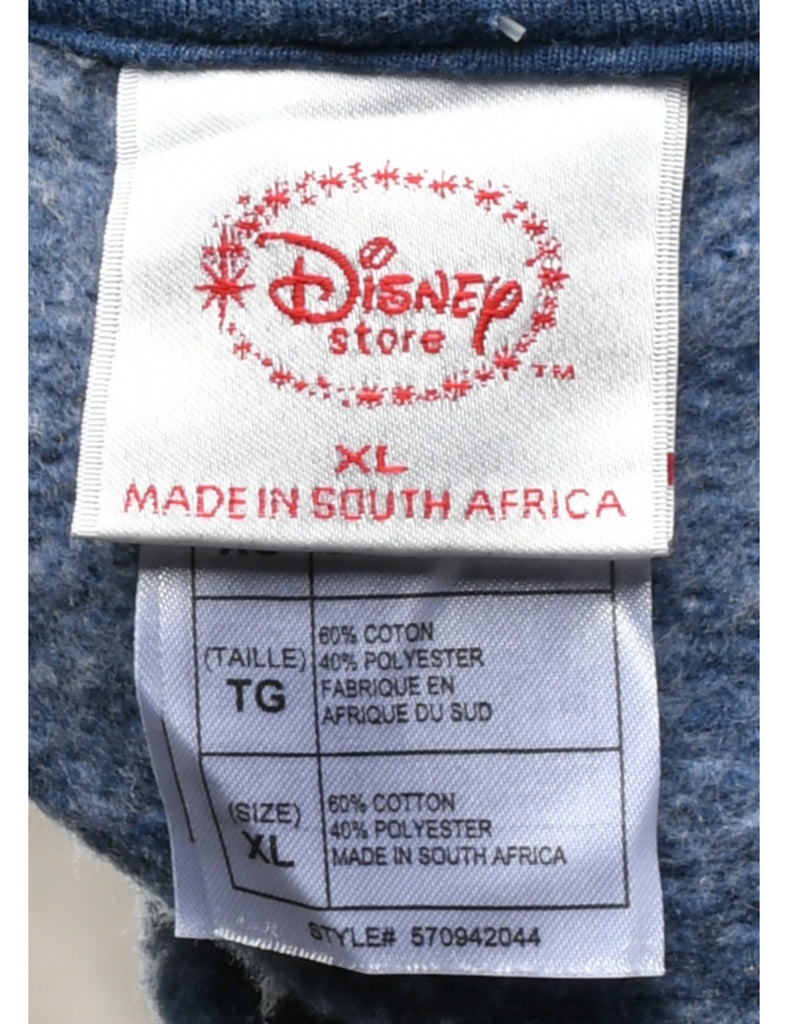 Disney
store
TM
XL
MADE IN SOUTH AFRICA
(TAILLE)
TG
60% COTON
40% POLYESTER
FABRIQUE EN
AFRIQUE DU SUD
(SIZE)
XL
60% COTTON
40% POLYESTER
MADE IN SOUTH AFRICA
STYLE# 570942044